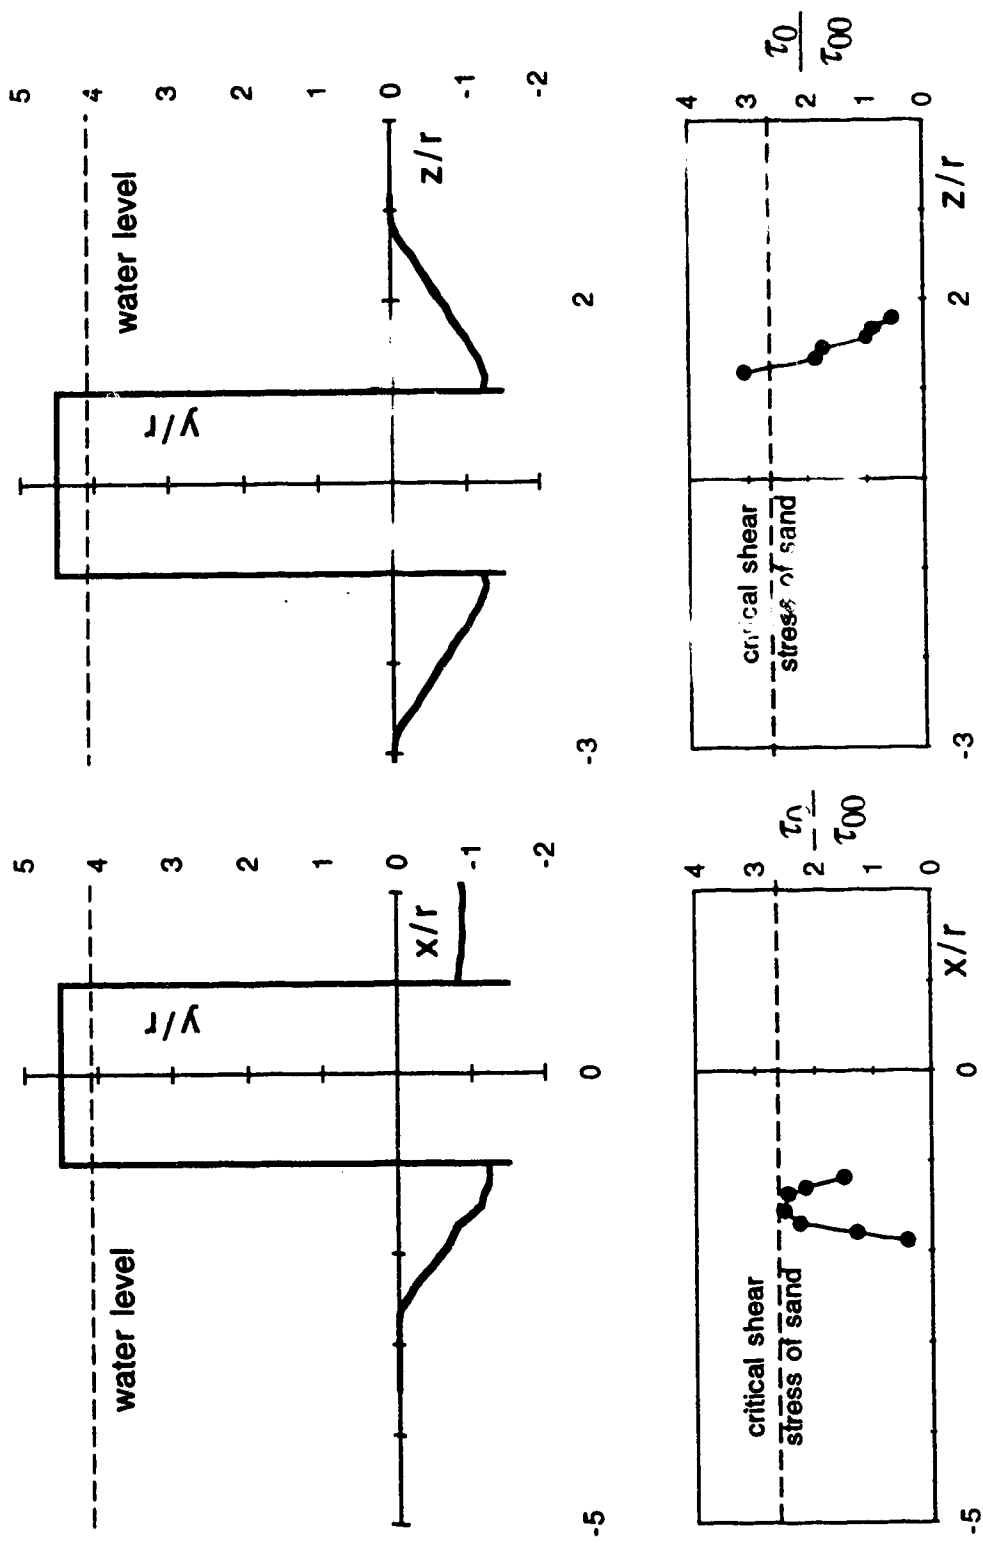 5
4
water level
3
y/r
2
1
0
x/r
-1
-2
-5
0
5
4
water level
3
y/r
2
1
0
z/r
-1
-2
-3
2
4
critical shear
3
stress of sand
τ0
τ00
2
1
0
x/r
-5
0
4
critical shear
3
stress of sand
τ0
τ00
2
1
0
z/r
-3
2